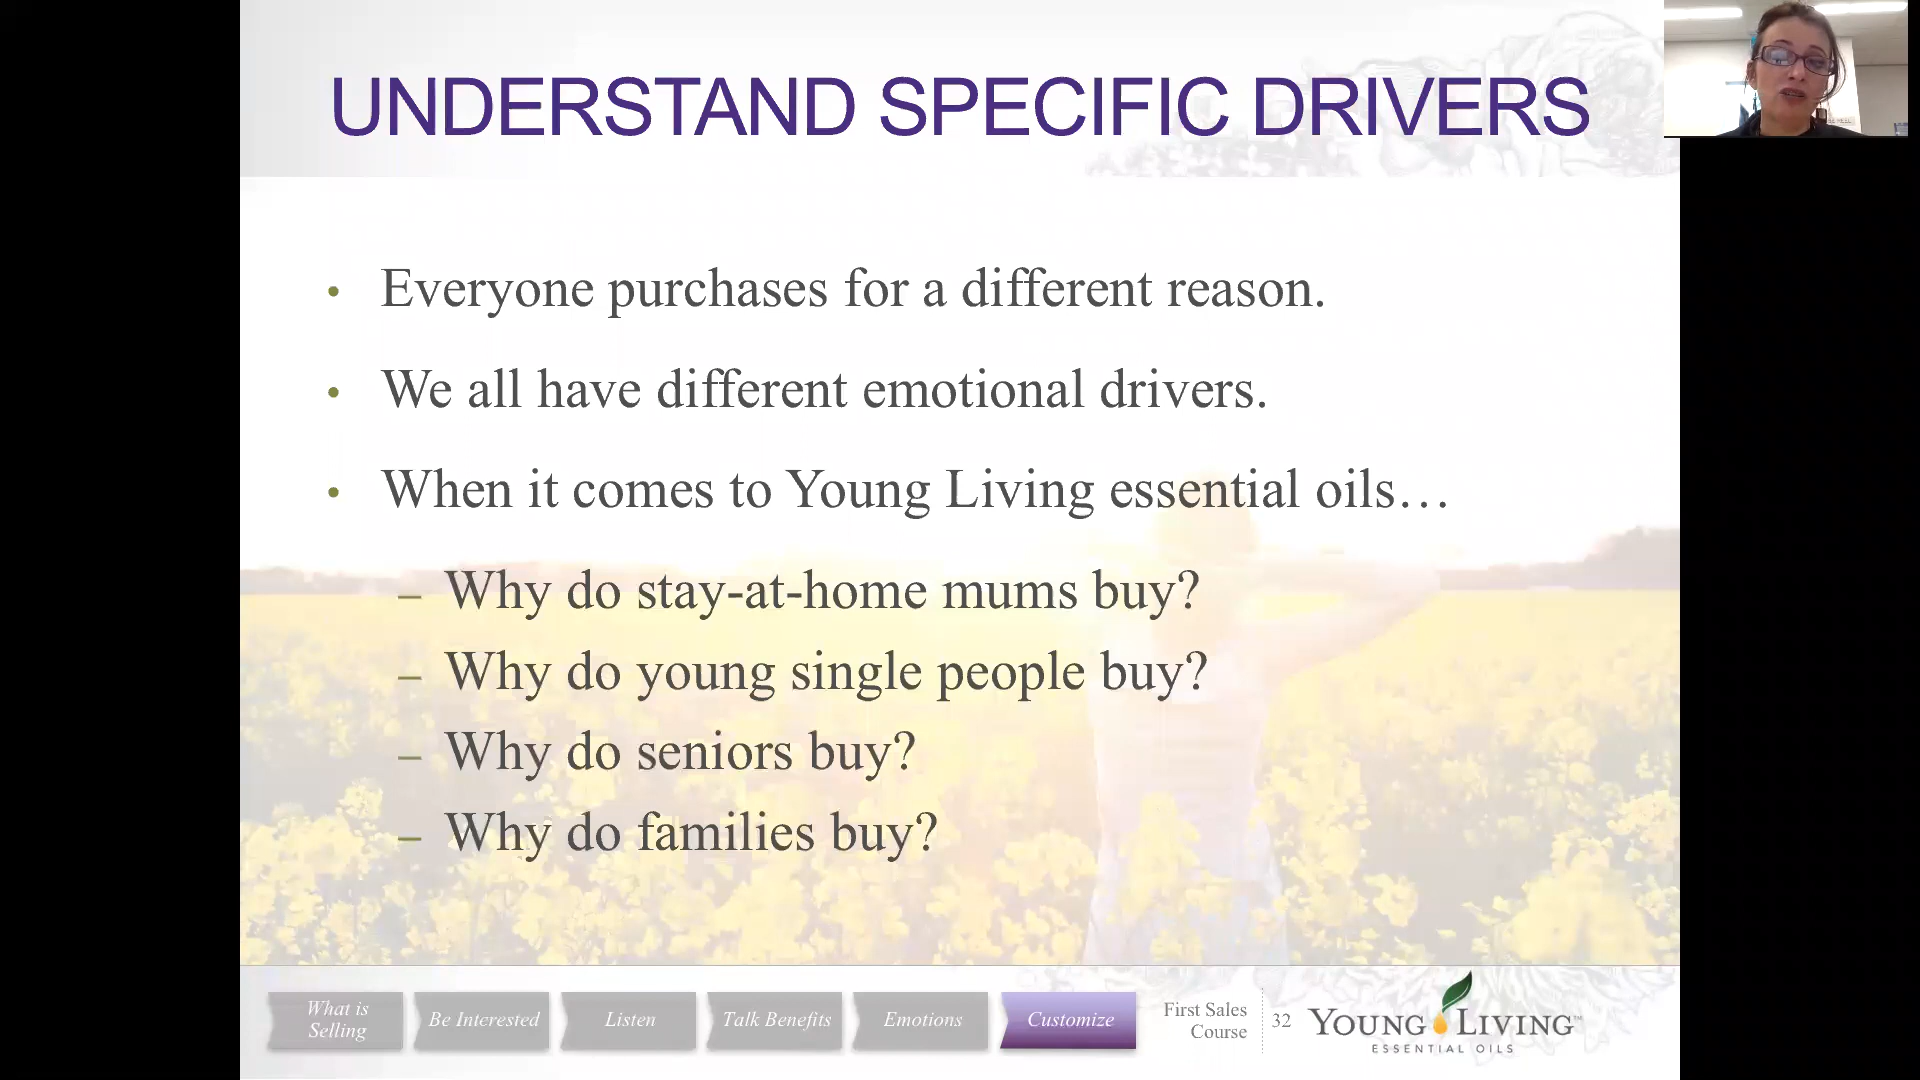 UNDERSTAND SPECIFIC DRIVERS
• Everyone purchases for a different reason.
• We all have different emotional drivers.
• When it comes to Young Living essential oils…
– Why do stay-at-home mums buy?
– Why do young single people buy?
– Why do seniors buy?
– Why do families buy?
What is
Selling
Be Interested
Listen
Talk Benefits
Emotions
Customize
First Sales
Course
32
YOUNG LIVING™
ESSENTIAL OILS